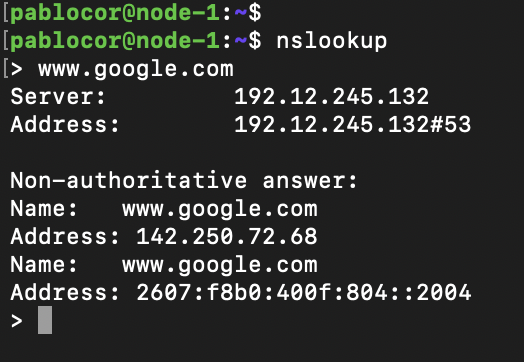 [pablocor@node-1:~$
[pablocor@node-1:~$ nslookup
[> www.google.com
Server:         192.12.245.132
Address:        192.12.245.132#53

Non-authoritative answer:
Name:   www.google.com
Address: 142.250.72.68
Name:   www.google.com
Address: 2607:f8b0:400f:804::2004
>